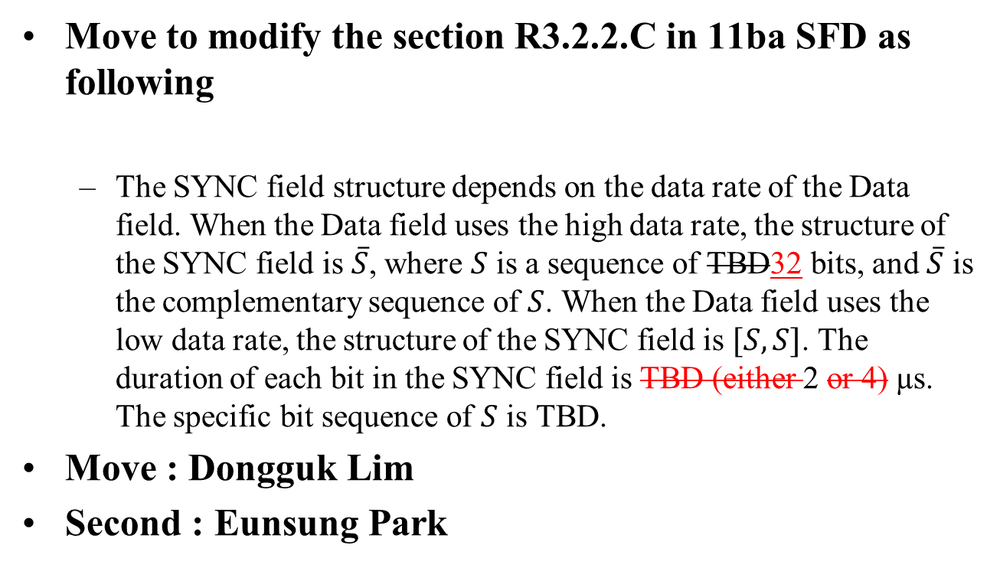 • Move to modify the section R3.2.2.C in 11ba SFD as
following
– The SYNC field structure depends on the data rate of the Data
field. When the Data field uses the high data rate, the structure of
the SYNC field is S̄, where S is a sequence of TBD32 bits, and S̄ is
the complementary sequence of S. When the Data field uses the
low data rate, the structure of the SYNC field is [S,S]. The
duration of each bit in the SYNC field is TBD (either 2 or 4) μs.
The specific bit sequence of S is TBD.
• Move : Dongguk Lim
• Second : Eunsung Park